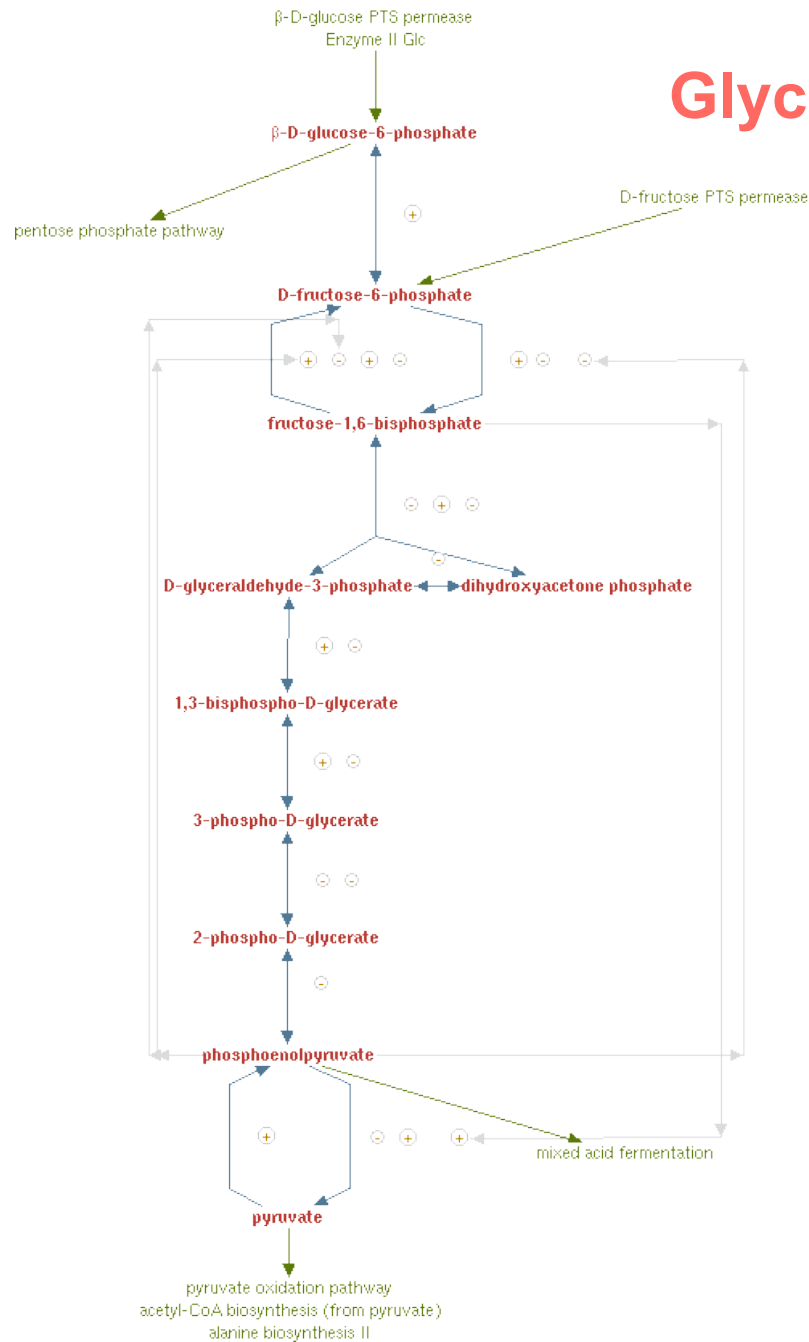 β-D-glucose PTS permease
Enzyme II Glc
Glyc
β-D-glucose-6-phosphate
D-fructose PTS permease
pentose phosphate pathway
+
D-fructose-6-phosphate
+ - + - + - -
fructose-1,6-bisphosphate
- + -
-
D-glyceraldehyde-3-phosphate dihydroxyacetone phosphate
+ -
1,3-bisphospho-D-glycerate
+ -
3-phospho-D-glycerate
- -
2-phospho-D-glycerate
-
phosphoenolpyruvate
+ - + +
mixed acid fermentation
pyruvate
pyruvate oxidation pathway
acetyl-CoA biosynthesis (from pyruvate)
alanine biosynthesis II